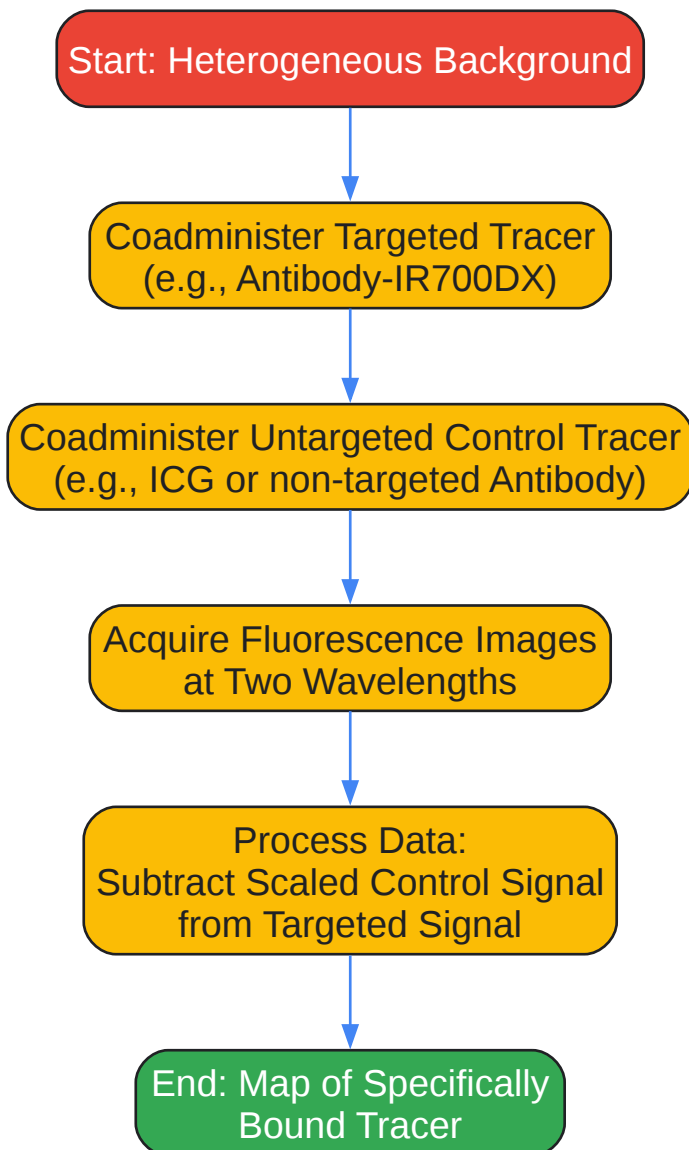 Start: Heterogeneous Background
Coadminister Targeted Tracer
(e.g., Antibody-IR700DX)
Coadminister Untargeted Control Tracer
(e.g., ICG or non-targeted Antibody)
Acquire Fluorescence Images
at Two Wavelengths
Process Data:
Subtract Scaled Control Signal
from Targeted Signal
End: Map of Specifically
Bound Tracer